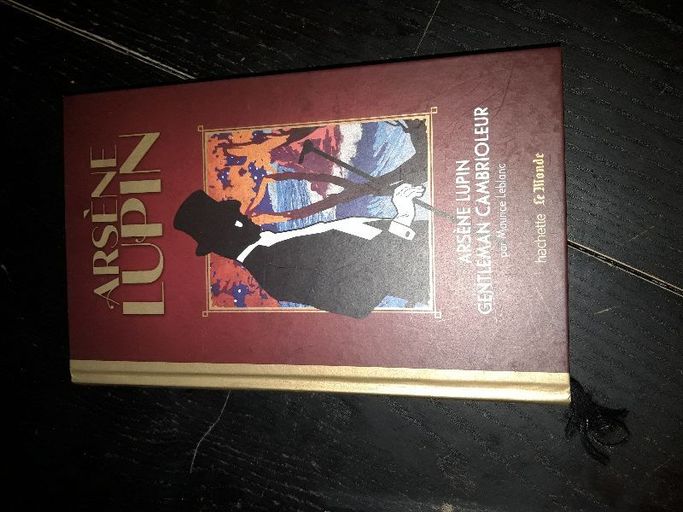 ARSÈNE
LUPIN
ARSÈNE LUPIN
GENTLEMAN CAMBRIOLEUR
par Maurice Leblanc
hachette Le Monde